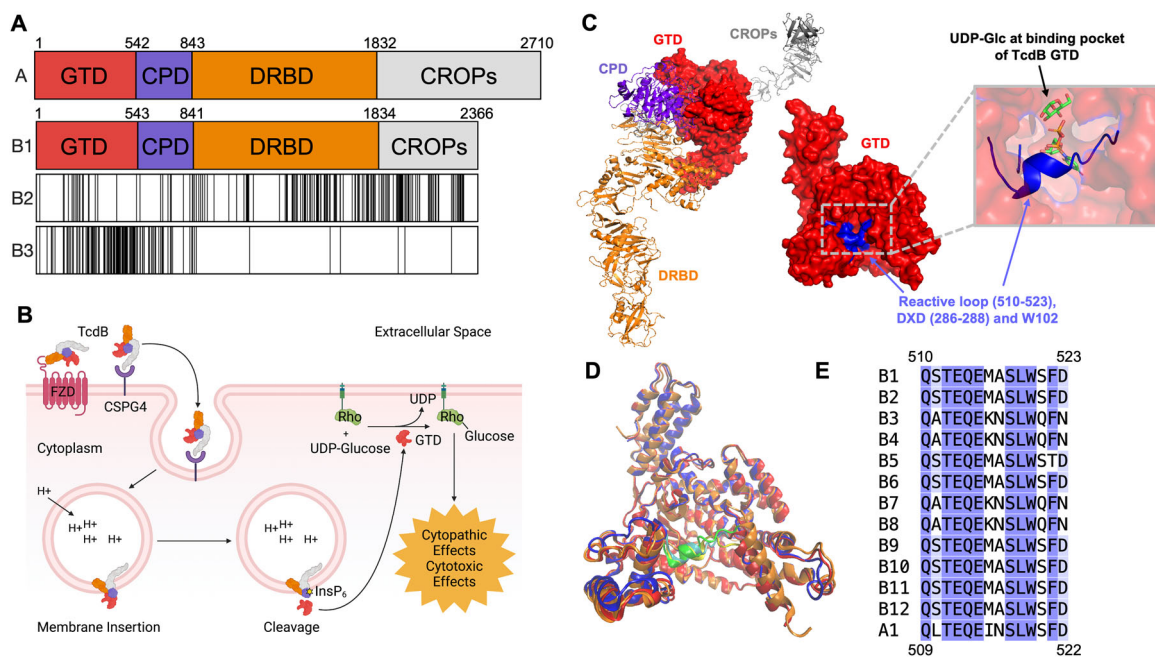 A
1 542 843 1832 2710
A GTD CPD DRBD CROPs
1 543 841 1834 2366
B1 GTD CPD DRBD CROPs
B2
B3
B
TcdB
Extracellular Space
FZD
CSPG4
Cytoplasm
Rho
+
UDP-Glucose
UDP
GTD
Rho
Glucose
H+
H+ H+
H+ H+
H+ H+
H+ H+
InsP6
Cytopathic
Effects
Cytotoxic
Effects
Membrane Insertion
Cleavage
C
GTD
CROPs
CPD
DRBD
GTD
UDP-Glc at binding pocket
of TcdB GTD
Reactive loop (510-523),
DXD (286-288) and W102
D
E
510 523
B1 QSTEQEMASLWSFD
B2 QSTEQEMASLWSFD
B3 QATEQEKNSLWQFN
B4 QATEQEKNSLWQFN
B5 QSTEQEMASLWSTD
B6 QSTEQEMASLWSFD
B7 QATEQEKNSLWQFN
B8 QATEQEKNSLWQFN
B9 QSTEQEMASLWSFD
B10 QSTEQEMASLWSFD
B11 QSTEQEMASLWSFD
B12 QSTEQEMASLWSFD
A1 QLTEQEINSLWSFD
509 522